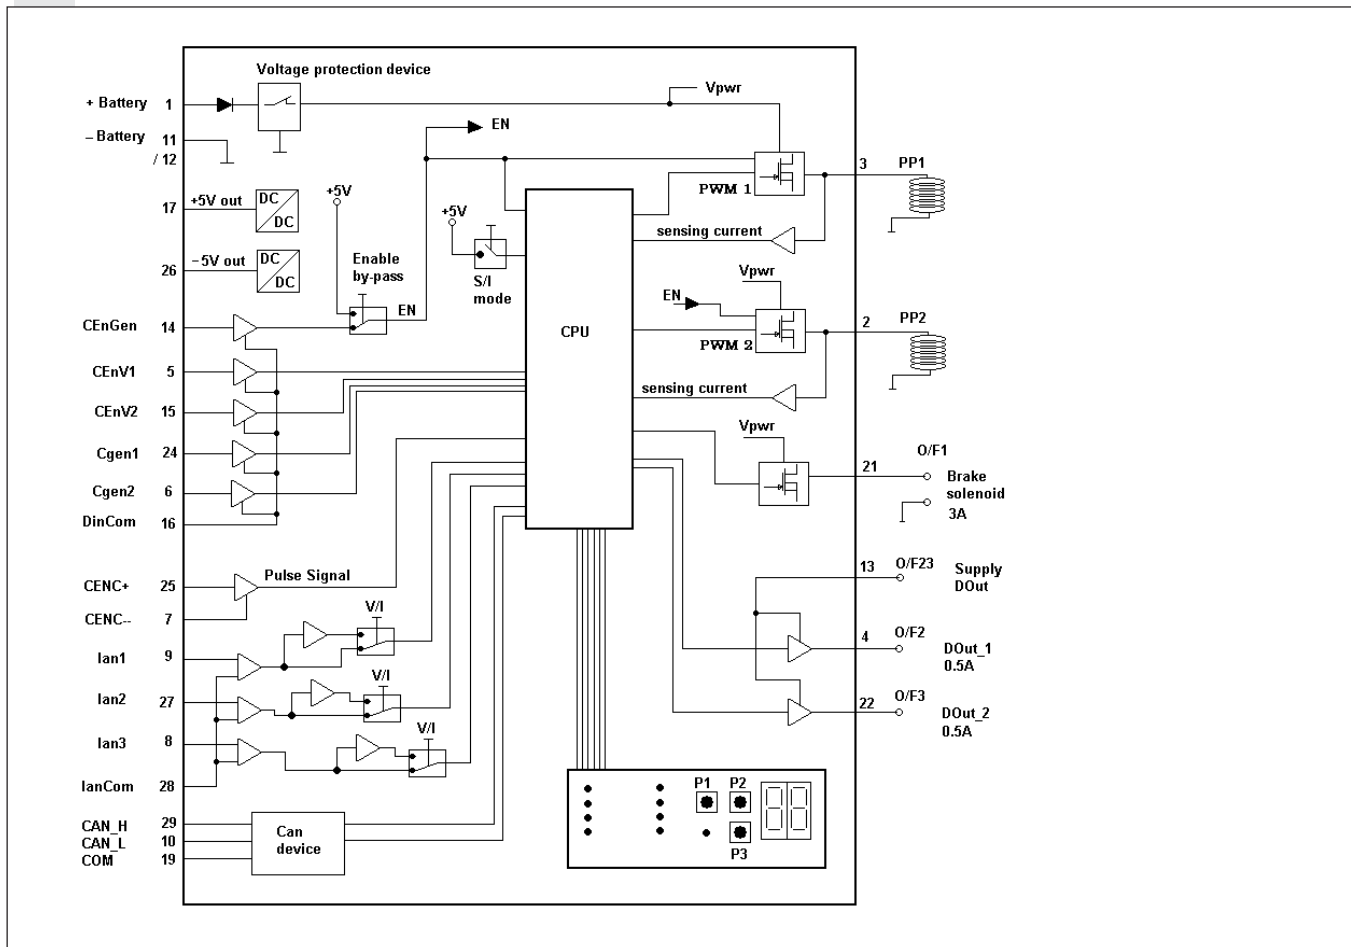 Voltage protection device
+ Battery 1
Vpwr
– Battery 11
/ 12
EN
3 PP1
PWM 1
17 +5V out DC
DC
+5V
+5V
sensing current
26 –5V out DC
DC
Enable
by-pass
S/I
mode
Vpwr
EN
EN
CEnGen 14
CPU
2 PP2
PWM 2
CEnV1 5
sensing current
CEnV2 15
Vpwr
Cgen1 24
O/F1
21
Brake
solenoid
3A
Cgen2 6
DinCom 16
CENC+ 25 Pulse Signal
13 O/F23
Supply
DOut
CENC-- 7
V/I
4 O/F2
DOut_1
0.5A
Ian1 9
V/I
Ian2 27
22 O/F3
DOut_2
0.5A
V/I
Ian3 8
IanCom 28
P1 P2
P3
CAN_H 29
CAN_L 10
COM 19
Can
device
88